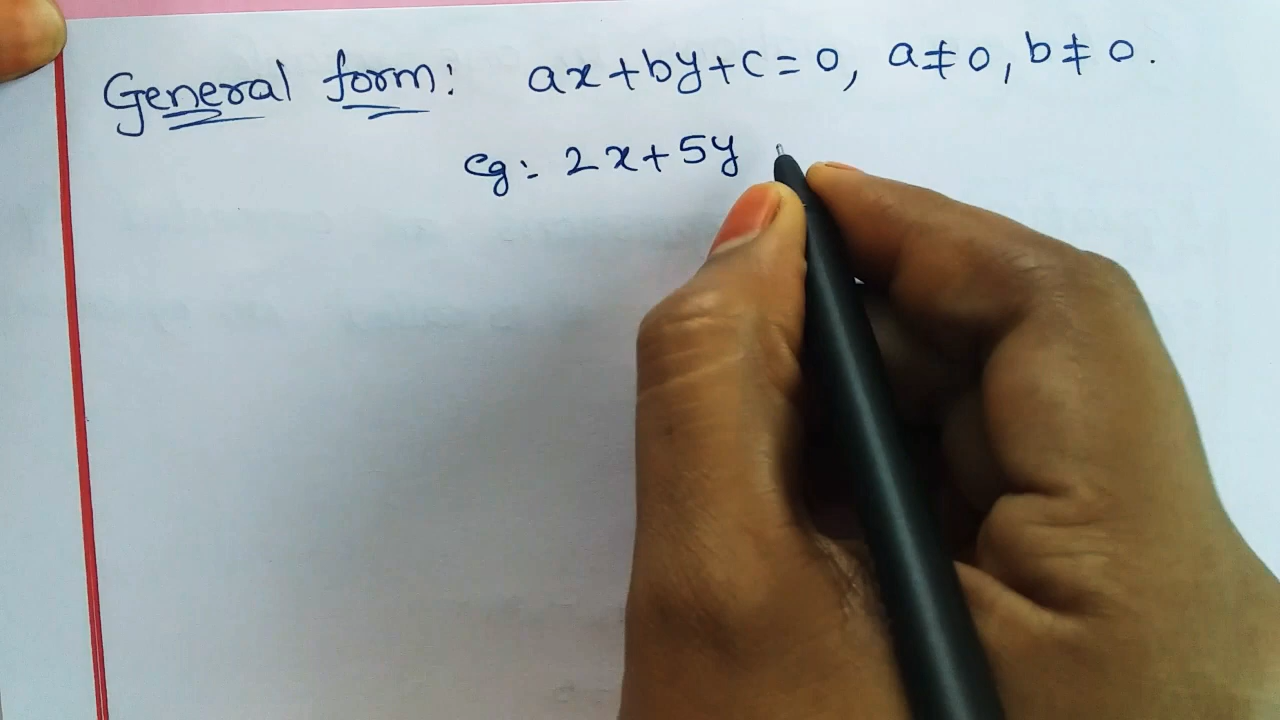 General form: ax+by+c=0, a≠0, b≠0.
eg:- 2x+5y